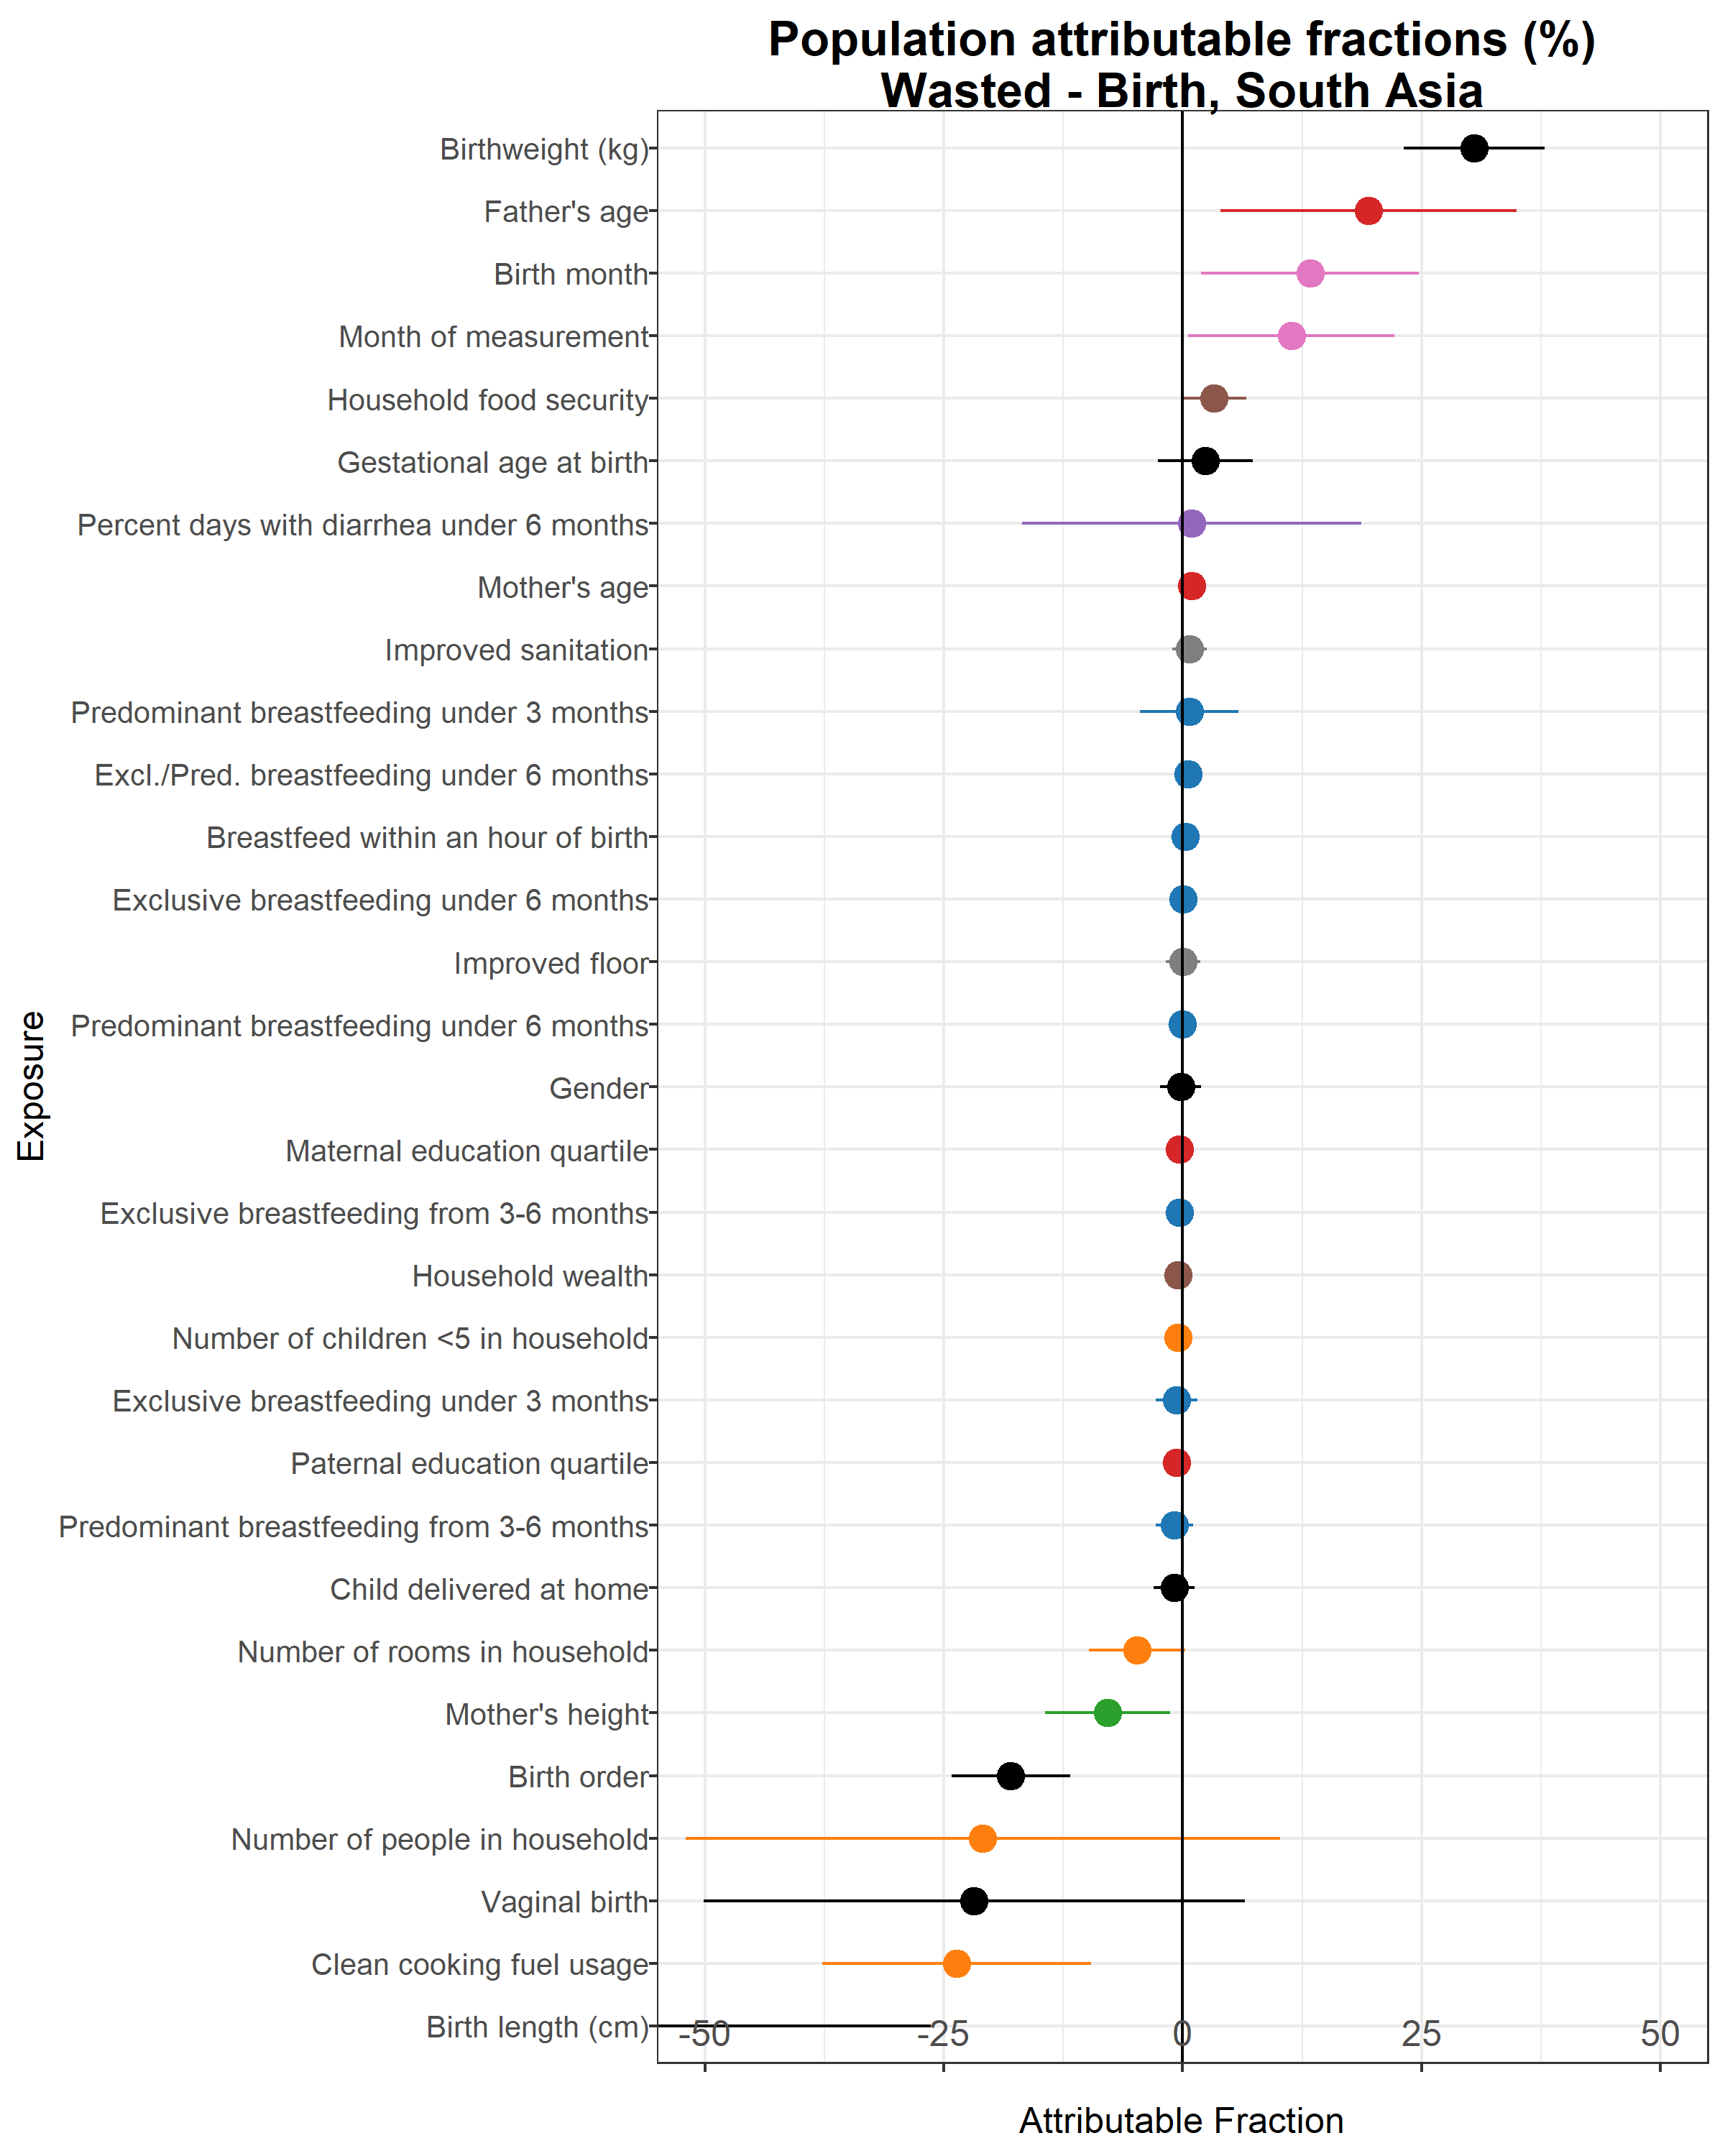 Population attributable fractions (%)
Wasted - Birth, South Asia
Birthweight (kg)
Father's age
Birth month
Month of measurement
Household food security
Gestational age at birth
Percent days with diarrhea under 6 months
Mother's age
Improved sanitation
Predominant breastfeeding under 3 months
Excl./Pred. breastfeeding under 6 months
Breastfeed within an hour of birth
Exclusive breastfeeding under 6 months
Improved floor
Predominant breastfeeding under 6 months
Gender
Maternal education quartile
Exclusive breastfeeding from 3-6 months
Household wealth
Number of children <5 in household
Exclusive breastfeeding under 3 months
Paternal education quartile
Predominant breastfeeding from 3-6 months
Child delivered at home
Number of rooms in household
Mother's height
Birth order
Number of people in household
Vaginal birth
Clean cooking fuel usage
Birth length (cm)
Exposure
-50 -25 0 25 50
Attributable Fraction